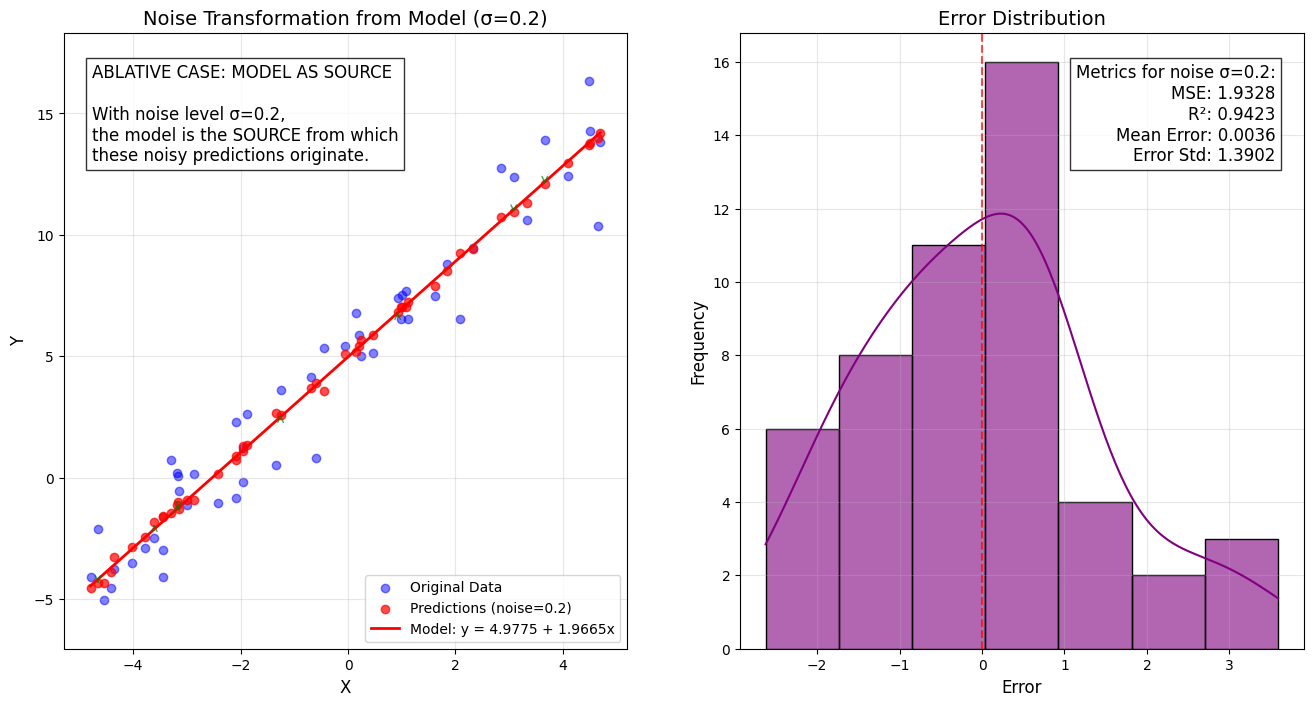 Noise Transformation from Model (σ=0.2)
ABLATIVE CASE: MODEL AS SOURCE
With noise level σ=0.2,
the model is the SOURCE from which
these noisy predictions originate.
15
10
5
0
−5
Y
−4
−2
0
2
4
X
Original Data
Predictions (noise=0.2)
Model: y = 4.9775 + 1.9665x
Error Distribution
Metrics for noise σ=0.2:
MSE: 1.9328
R²: 0.9423
Mean Error: 0.0036
Error Std: 1.3902
16
14
12
10
8
6
4
2
0
Frequency
−2
−1
0
1
2
3
Error